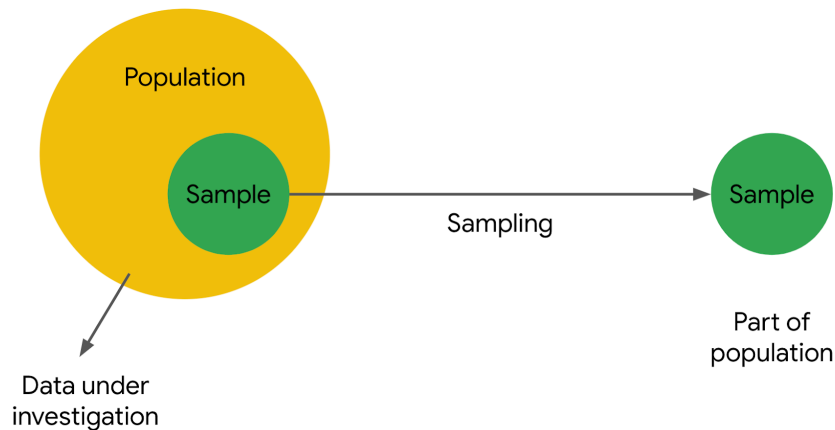 Population
Sample
Sampling
Sample
Part of
population
Data under
investigation